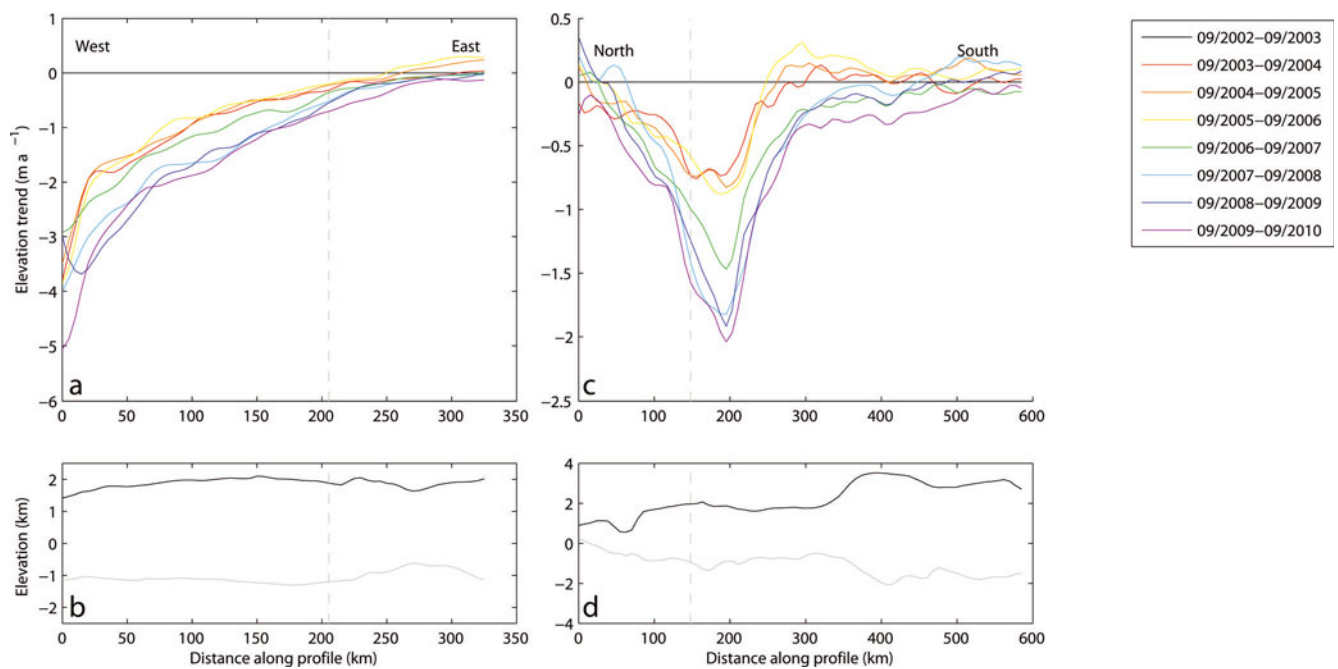 1
0
−1
−2
−3
−4
−5
−6
Elevation trend (m a⁻¹)
West
East
a
0 50 100 150 200 250 300 350
0.5
0
−0.5
−1
−1.5
−2
−2.5
North
South
c
0 100 200 300 400 500 600
09/2002−09/2003
09/2003−09/2004
09/2004−09/2005
09/2005−09/2006
09/2006−09/2007
09/2007−09/2008
09/2008−09/2009
09/2009−09/2010
2
1
0
−1
−2
Elevation (km)
b
0 50 100 150 200 250 300 350
Distance along profile (km)
4
2
0
−2
−4
d
0 100 200 300 400 500 600
Distance along profile (km)